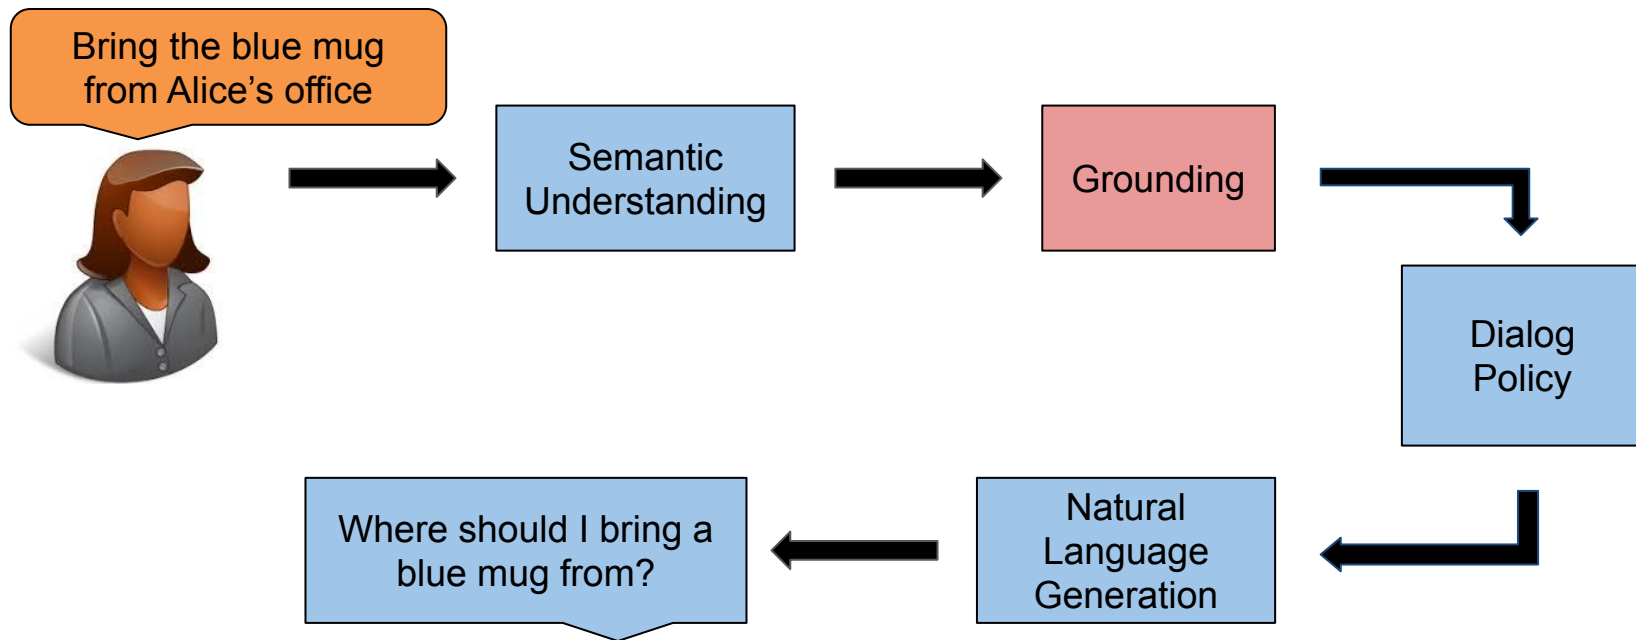 Bring the blue mug
from Alice’s office
Semantic
Understanding
Grounding
Dialog
Policy
Natural
Language
Generation
Where should I bring a
blue mug from?